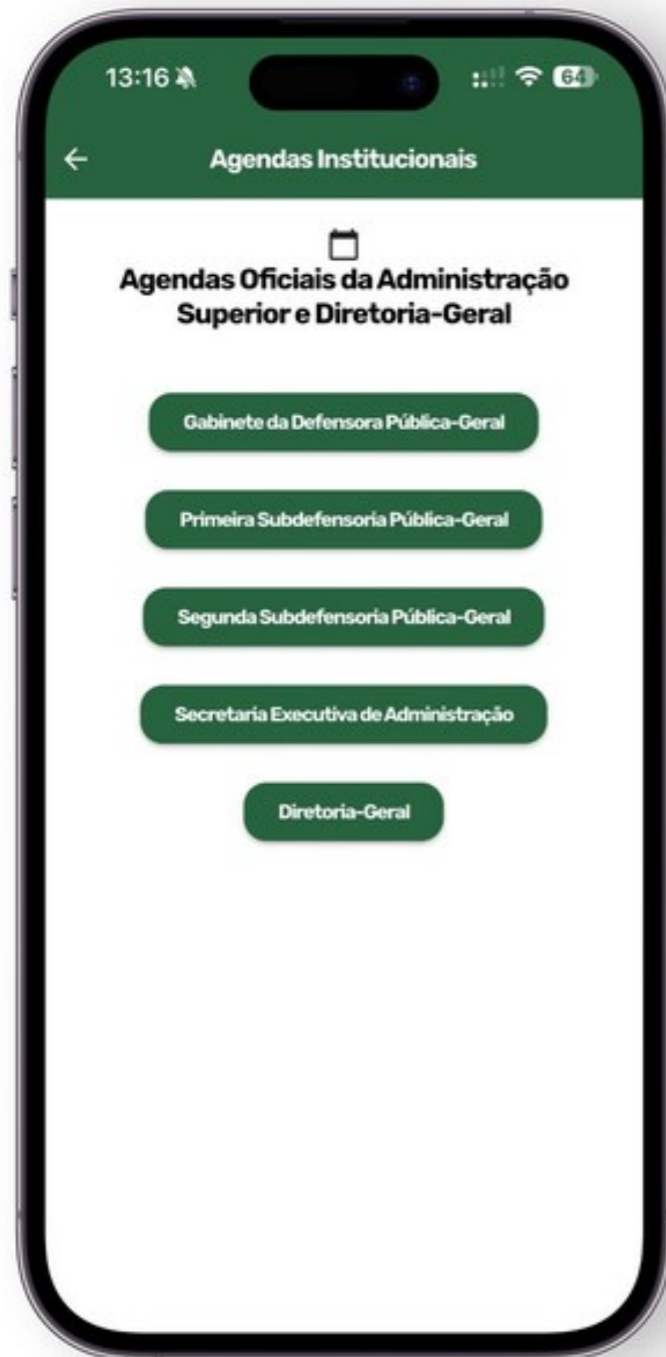 13:16
64
Agendas Institucionais
Agendas Oficiais da Administração
Superior e Diretoria-Geral
Gabinete da Defensora Pública-Geral
Primeira Subdefensoria Pública-Geral
Segunda Subdefensoria Pública-Geral
Secretaria Executiva de Administração
Diretoria-Geral